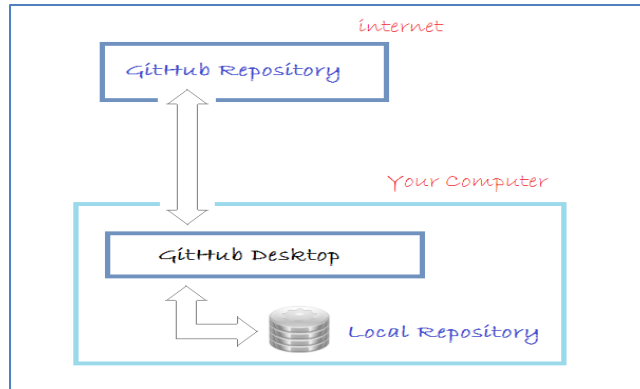 internet
GitHub Repository
Your Computer
GitHub Desktop
Local Repository